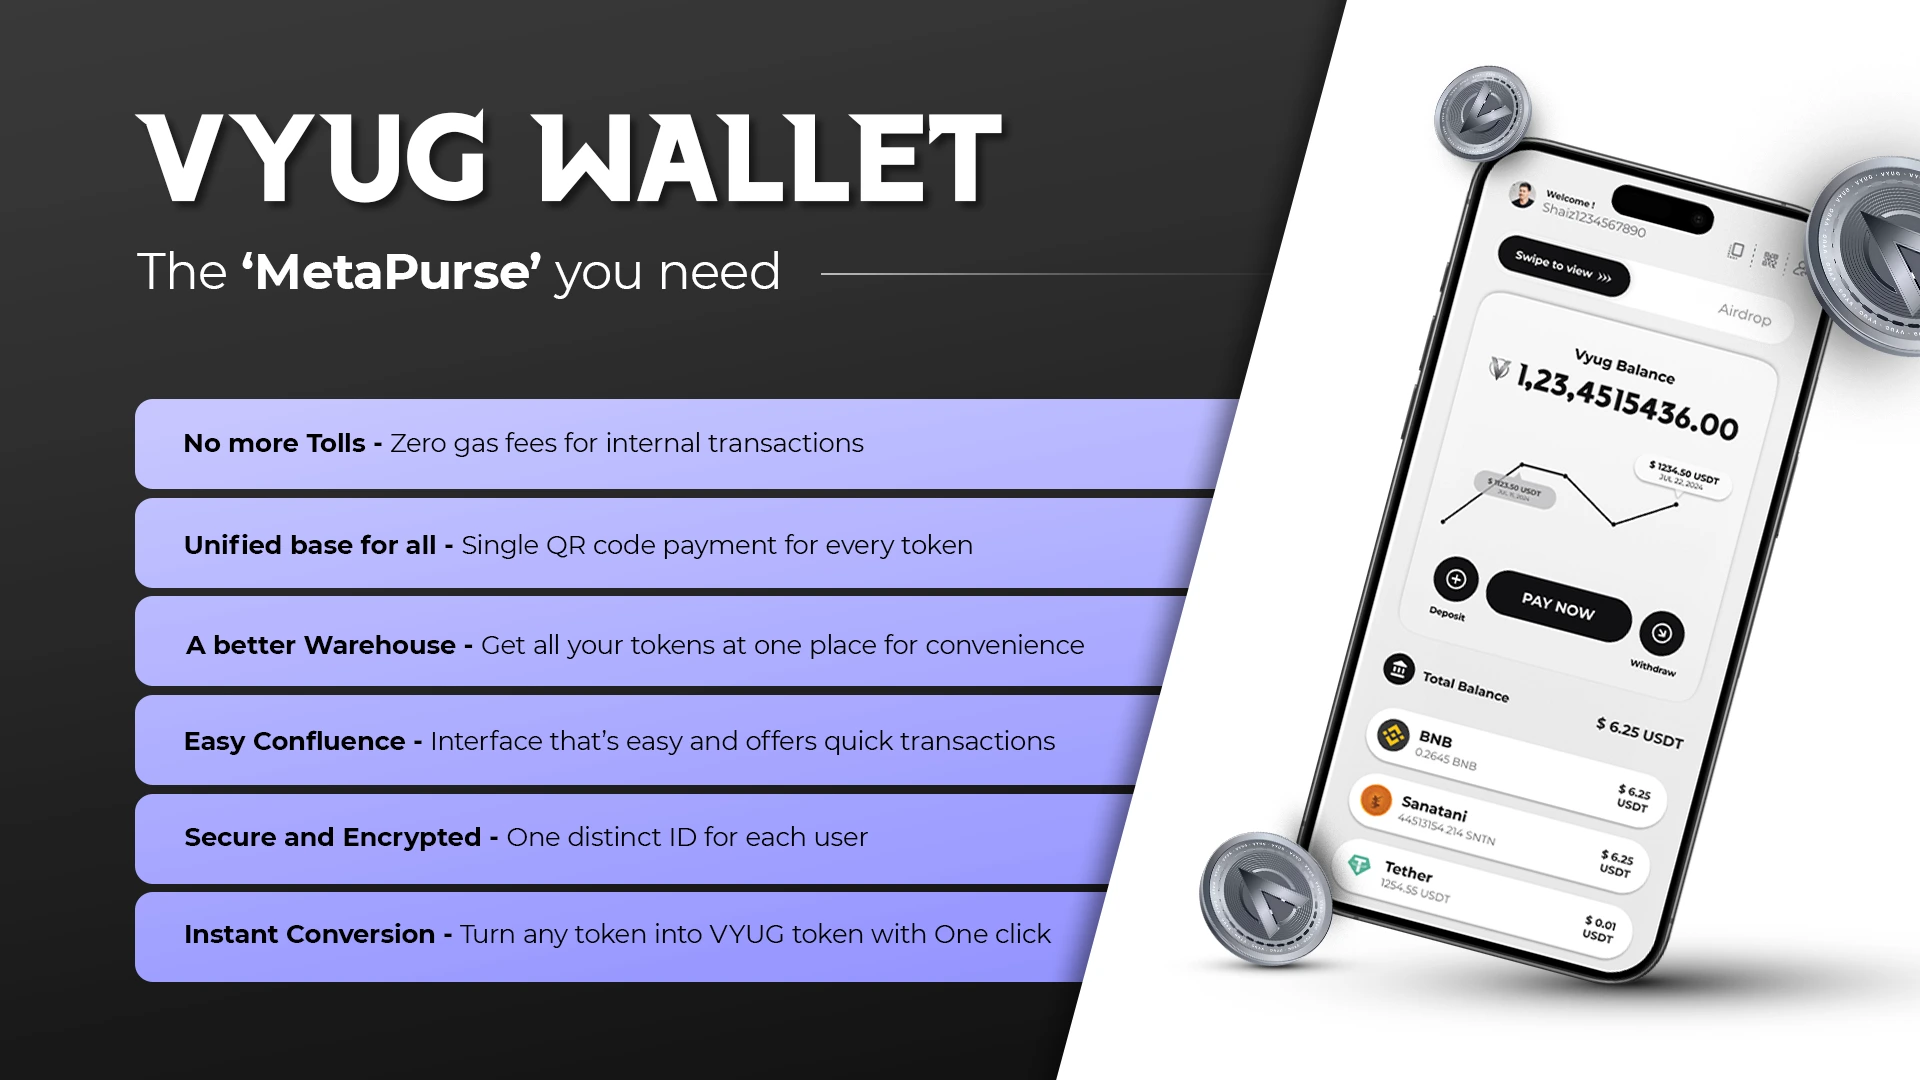 VYUG WALLET
The ‘MetaPurse’ you need
No more Tolls - Zero gas fees for internal transactions
Unified base for all - Single QR code payment for every token
A better Warehouse - Get all your tokens at one place for convenience
Easy Confluence - Interface that’s easy and offers quick transactions
Secure and Encrypted - One distinct ID for each user
Instant Conversion - Turn any token into VYUG token with One click
Welcome !
Shaiz1234567890
Swipe to view >>>
Airdrop
Vyug Balance
1,23,4515436.00
$ 1234.50 USDT
JUL 22, 2024
$ 1123.50 USDT
Deposit
PAY NOW
Withdraw
Total Balance
$ 6.25 USDT
BNB
0.2645 BNB
$ 6.25
USDT
Sanatani
44513154 214 SNTN
$ 6.25
USDT
Tether
1254.55 USDT
$ 0.01
USDT